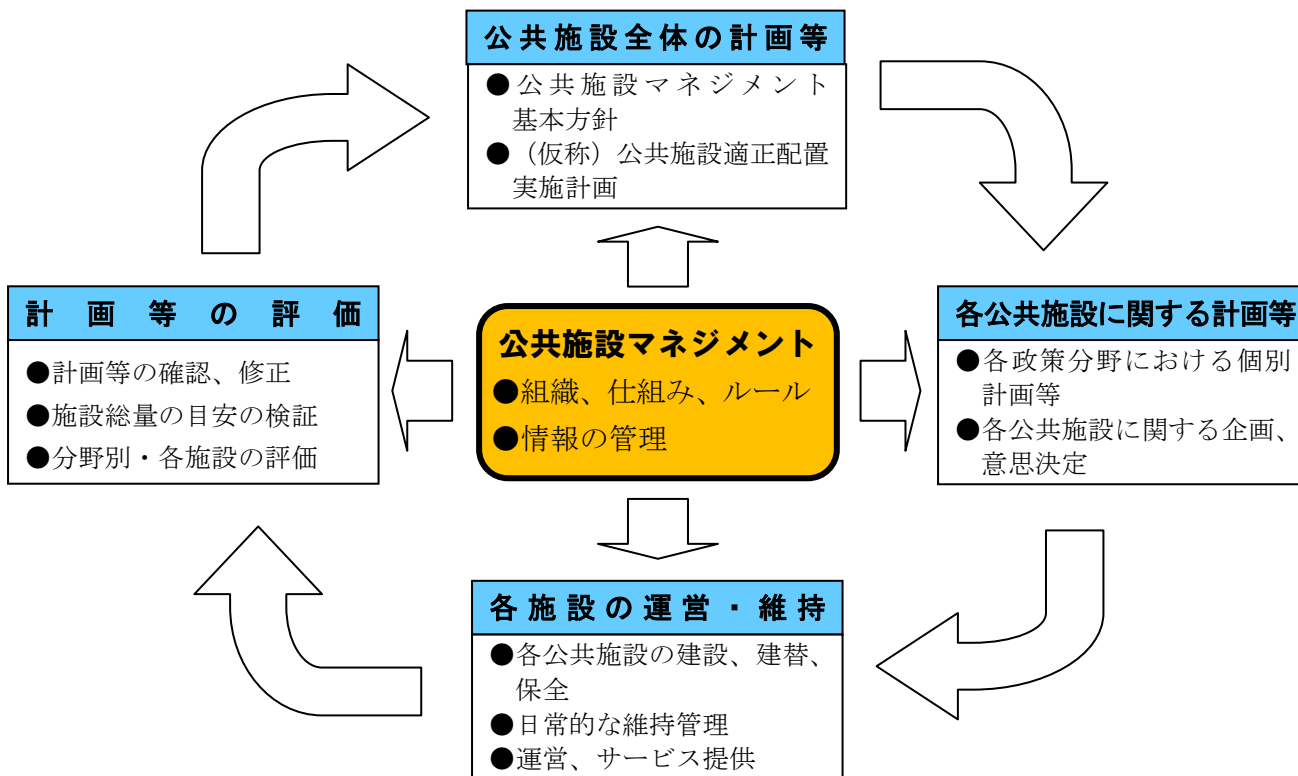 公共施設全体の計画等
●公共施設マネジメント
基本方針
●（仮称）公共施設適正配置
実施計画
計画等の評価
●計画等の確認、修正
●施設総量の目安の検証
●分野別・各施設の評価
公共施設マネジメント
●組織、仕組み、ルール
●情報の管理
各公共施設に関する計画等
●各政策分野における個別
計画等
●各公共施設に関する企画、
意思決定
各施設の運営・維持
●各公共施設の建設、建替、
保全
●日常的な維持管理
●運営、サービス提供